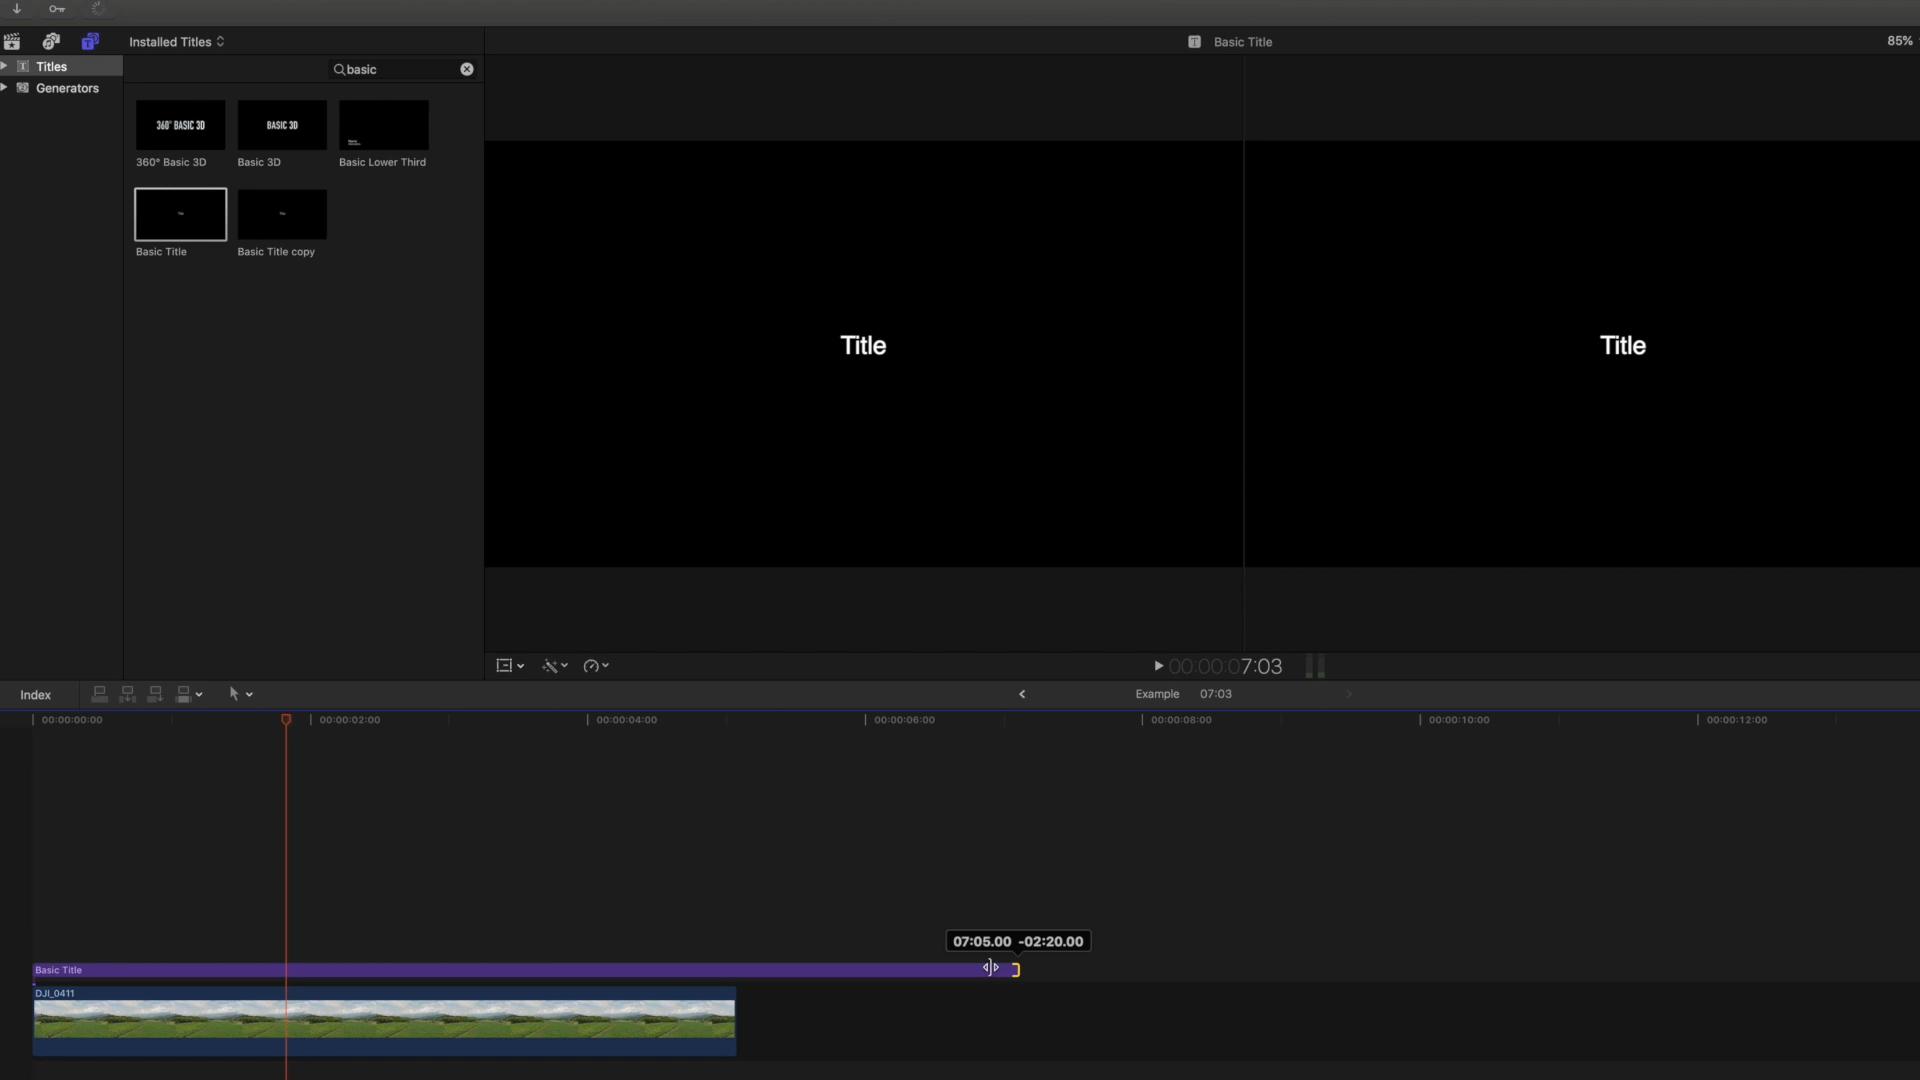 Installed Titles
Basic Title
85%
Titles
basic
Generators
360° BASIC 3D
BASIC 3D
360° Basic 3D
Basic 3D
Basic Lower Third
Title
Title
Basic Title
Basic Title copy
Title
Title
00:00:07:03
Index
Example
07:03
00:00:00:00
00:00:02:00
00:00:04:00
00:00:06:00
00:00:08:00
00:00:10:00
00:00:12:00
07:05.00 -02:20.00
Basic Title
DJI_0411